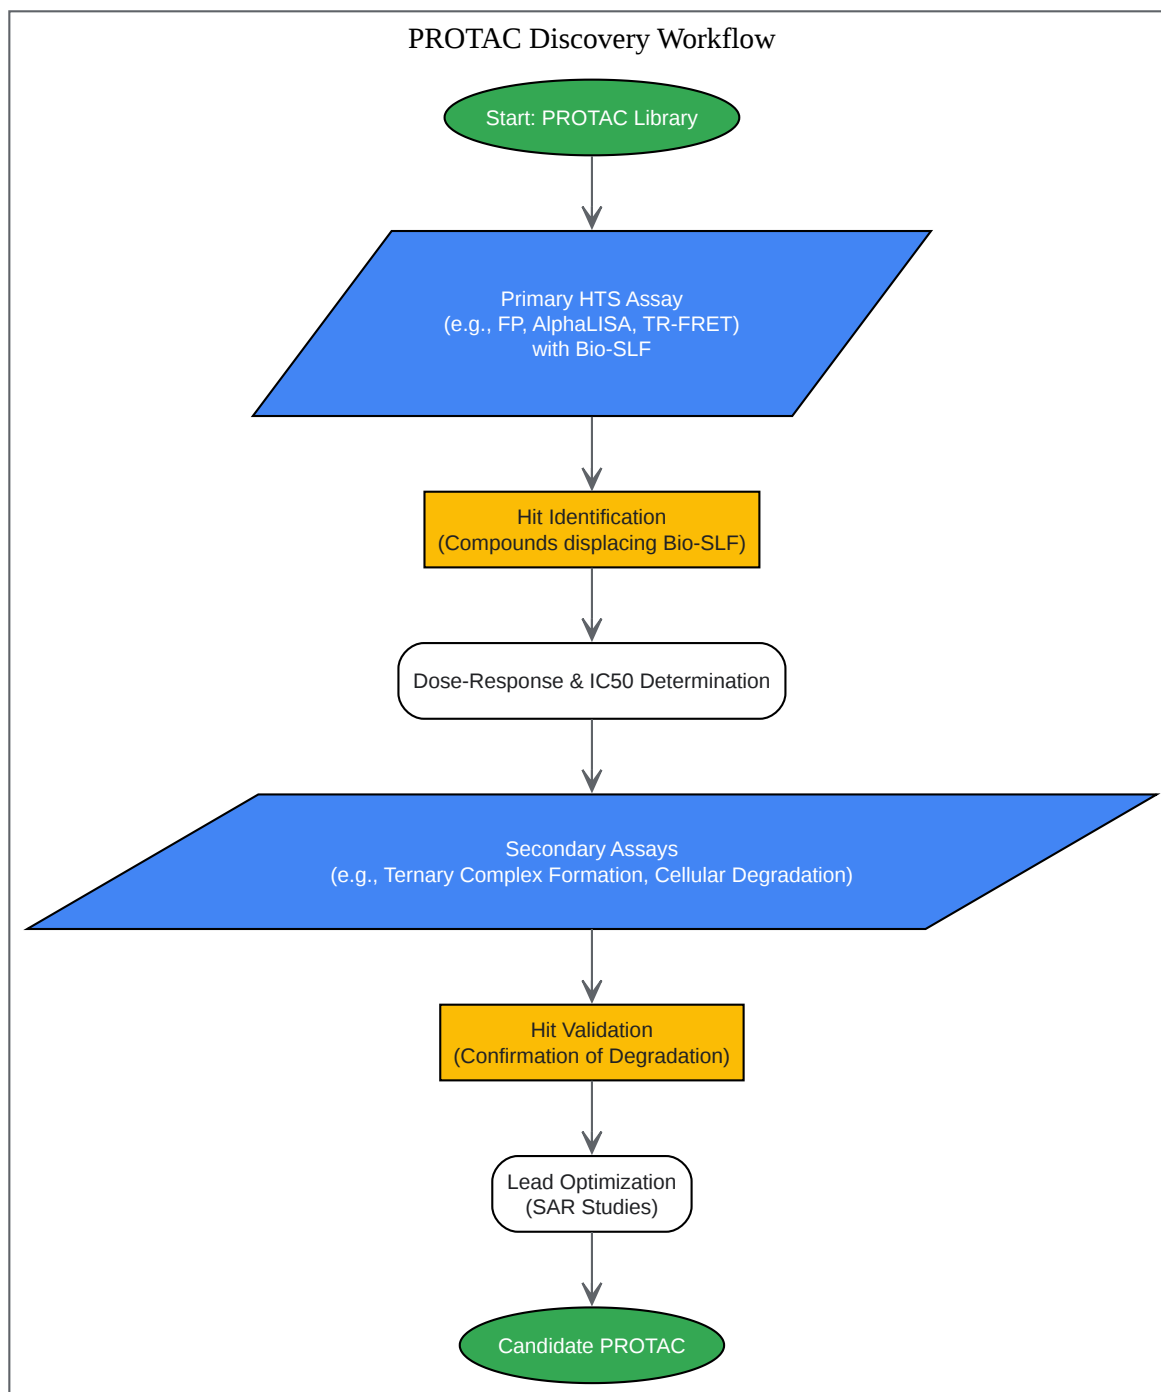 PROTAC Discovery Workflow
Start: PROTAC Library
Primary HTS Assay
(e.g., FP, AlphaLISA, TR-FRET)
with Bio-SLF
Hit Identification
(Compounds displacing Bio-SLF)
Dose-Response & IC50 Determination
Secondary Assays
(e.g., Ternary Complex Formation, Cellular Degradation)
Hit Validation
(Confirmation of Degradation)
Lead Optimization
(SAR Studies)
Candidate PROTAC